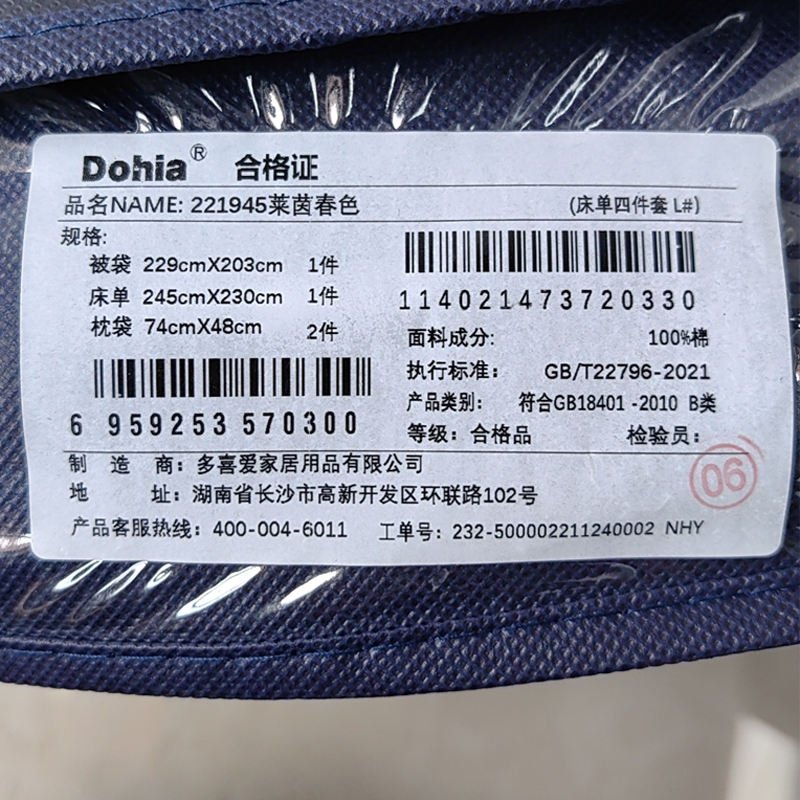 Dohia® 合格证
品名NAME: 221945莱茵春色 (床单四件套 L#)
规格:
被袋 229cmX203cm 1件
床单 245cmX230cm 1件
枕袋 74cmX48cm 2件
6 959253 570300
114021473720330
面料成分: 100%棉
执行标准: GB/T22796-2021
产品类别: 符合GB18401 -2010 B类
等级: 合格品 检验员:
06
制 造 商: 多喜爱家居用品有限公司
地 址: 湖南省长沙市高新开发区环联路102号
产品客服热线: 400-004-6011 工单号: 232-500002211240002 NHY